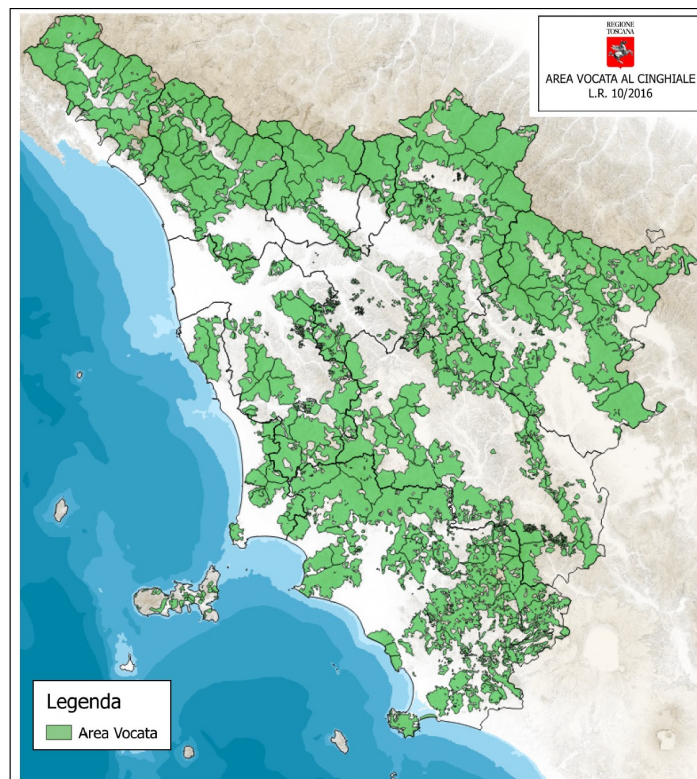 REGIONE
TOSCANA
AREA VOCATA AL CINGHIALE
L.R. 10/2016
Legenda
Area Vocata